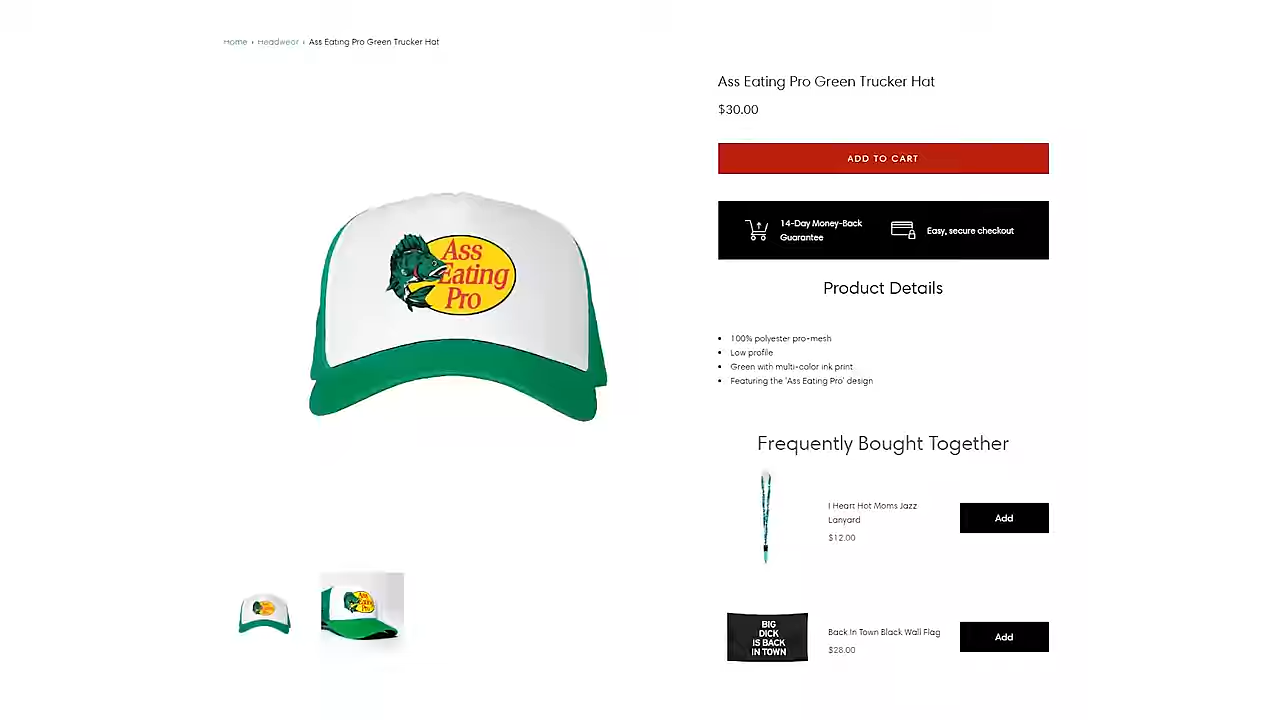 Home › Headwear › Ass Eating Pro Green Trucker Hat
Ass Eating Pro Green Trucker Hat
$30.00
ADD TO CART
14-Day Money-Back
Guarantee
Easy, secure checkout
Ass
Eating
Pro
Product Details
• 100% polyester pro-mesh
• Low profile
• Green with multi-color ink print
• Featuring the 'Ass Eating Pro' design
Frequently Bought Together
I Heart Hot Moms Jazz
Lanyard
$12.00
Add
BIG
DICK
IS BACK
IN TOWN
Back In Town Black Wall Flag
$28.00
Add
Ass
Eating
Pro